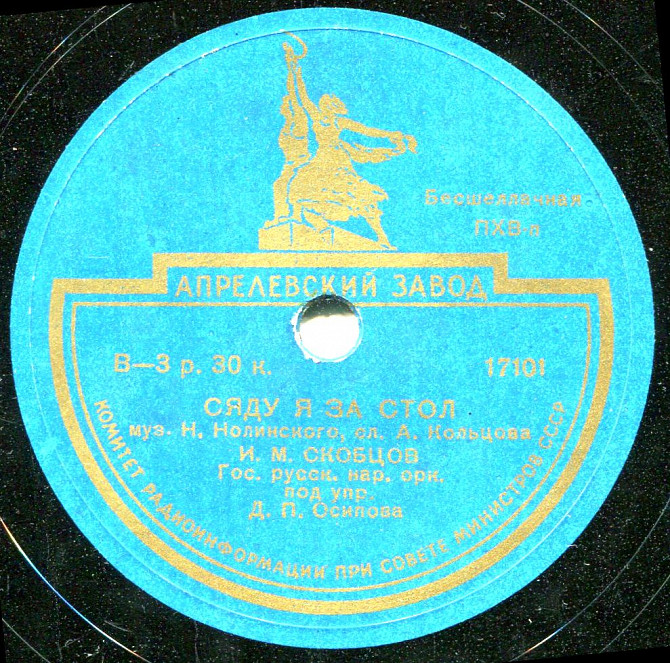 Бесшеллачная
ПХВ-п
АПРЕЛЕВСКИЙ ЗАВОД
В—3 р. 30 к.
17101
СЯДУ Я ЗА СТОЛ
муз. Н. Нолинского, сл. А. Кольцова
И. М. СКОБЦОВ
Гос. русск. нар. орк.
под упр.
Д. П. Осипова
КОМИТЕТ РАДИОИНФОРМАЦИИ ПРИ СОВЕТЕ МИНИСТРОВ СССР